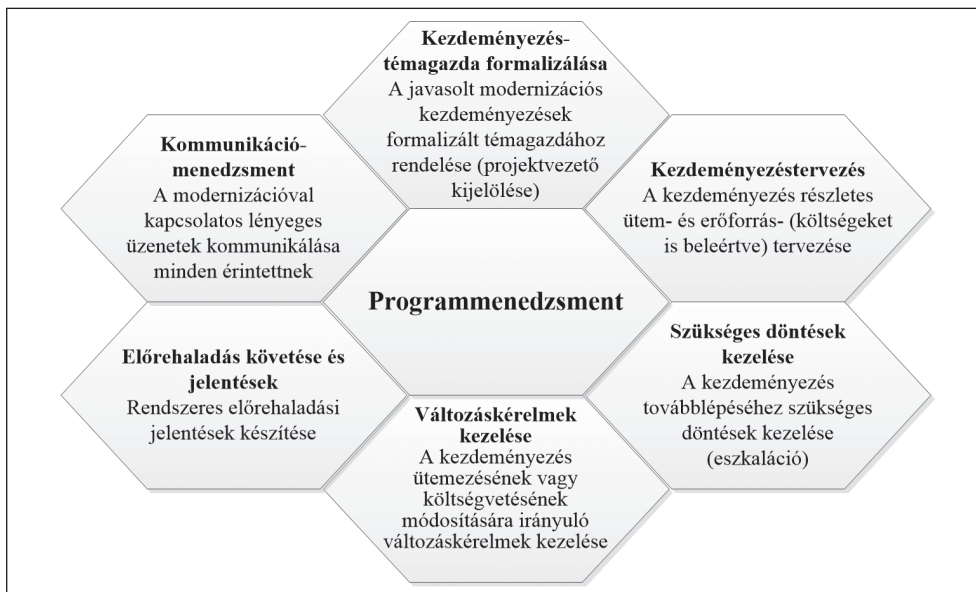 Kezdeményezés-
témagazda formalizálása
A javasolt modernizációs
kezdeményezések
formalizált témagazdához
rendelése (projektvezető
kijelölése)
Kommunikáció-
menedzsment
A modernizációval
kapcsolatos lényeges
üzenetek kommunikálása
minden érintettnek
Kezdeményezéstervezés
A kezdeményezés részletes
ütem- és erőforrás- (költségeket
is beleértve) tervezése
Programmenedzsment
Előrehaladás követése és
jelentések
Rendszeres előrehaladási
jelentések készítése
Szükséges döntések
kezelése
A kezdeményezés
továbblépéséhez szükséges
döntések kezelése
(eszkaláció)
Változáskérelmek
kezelése
A kezdeményezés
ütemezésének vagy
költségvetésének
módosítására irányuló
változáskérelmek kezelése